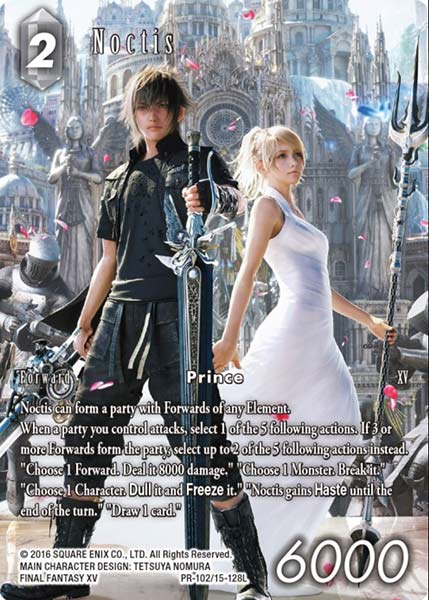 2
Noctis
Forward
Prince
XV
Noctis can form a party with Forwards of any Element.
When a party you control attacks, select 1 of the 5 following actions. If 3 or
more Forwards form the party, select up to 2 of the 5 following actions instead.
"Choose 1 Forward. Deal it 8000 damage." "Choose 1 Monster. Break it."
"Choose 1 Character. Dull it and Freeze it." "Noctis gains Haste until the
end of the turn." "Draw 1 card."
© 2016 SQUARE ENIX CO., LTD. All Rights Reserved.
MAIN CHARACTER DESIGN: TETSUYA NOMURA
FINAL FANTASY XV
PR-102/15-128L
6000